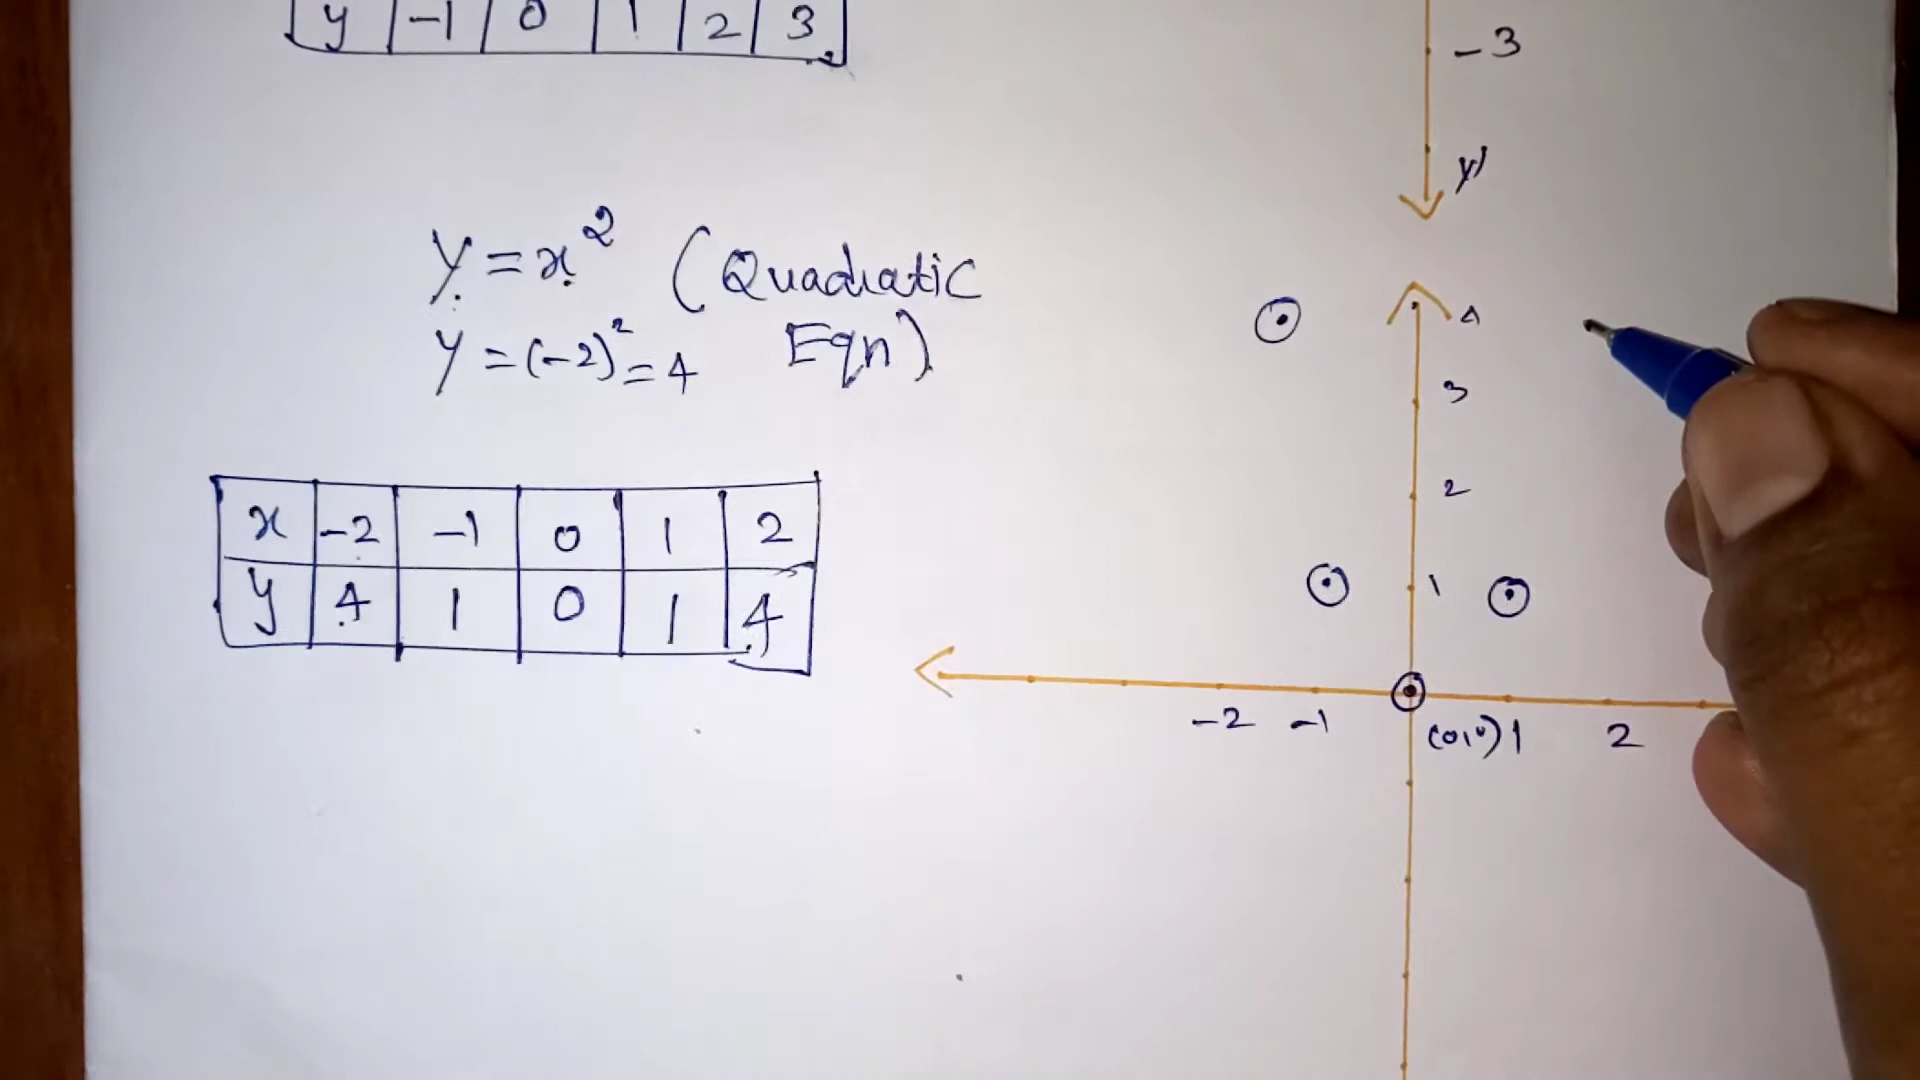 y -1 0 1 2 3
-3
y'
y = x² (Quadratic
Eqn)
y = (-2)² = 4
x -2 -1 0 1 2
y 4 1 0 1 4
4
3
2
1
-2 -1 (0,0) 1 2